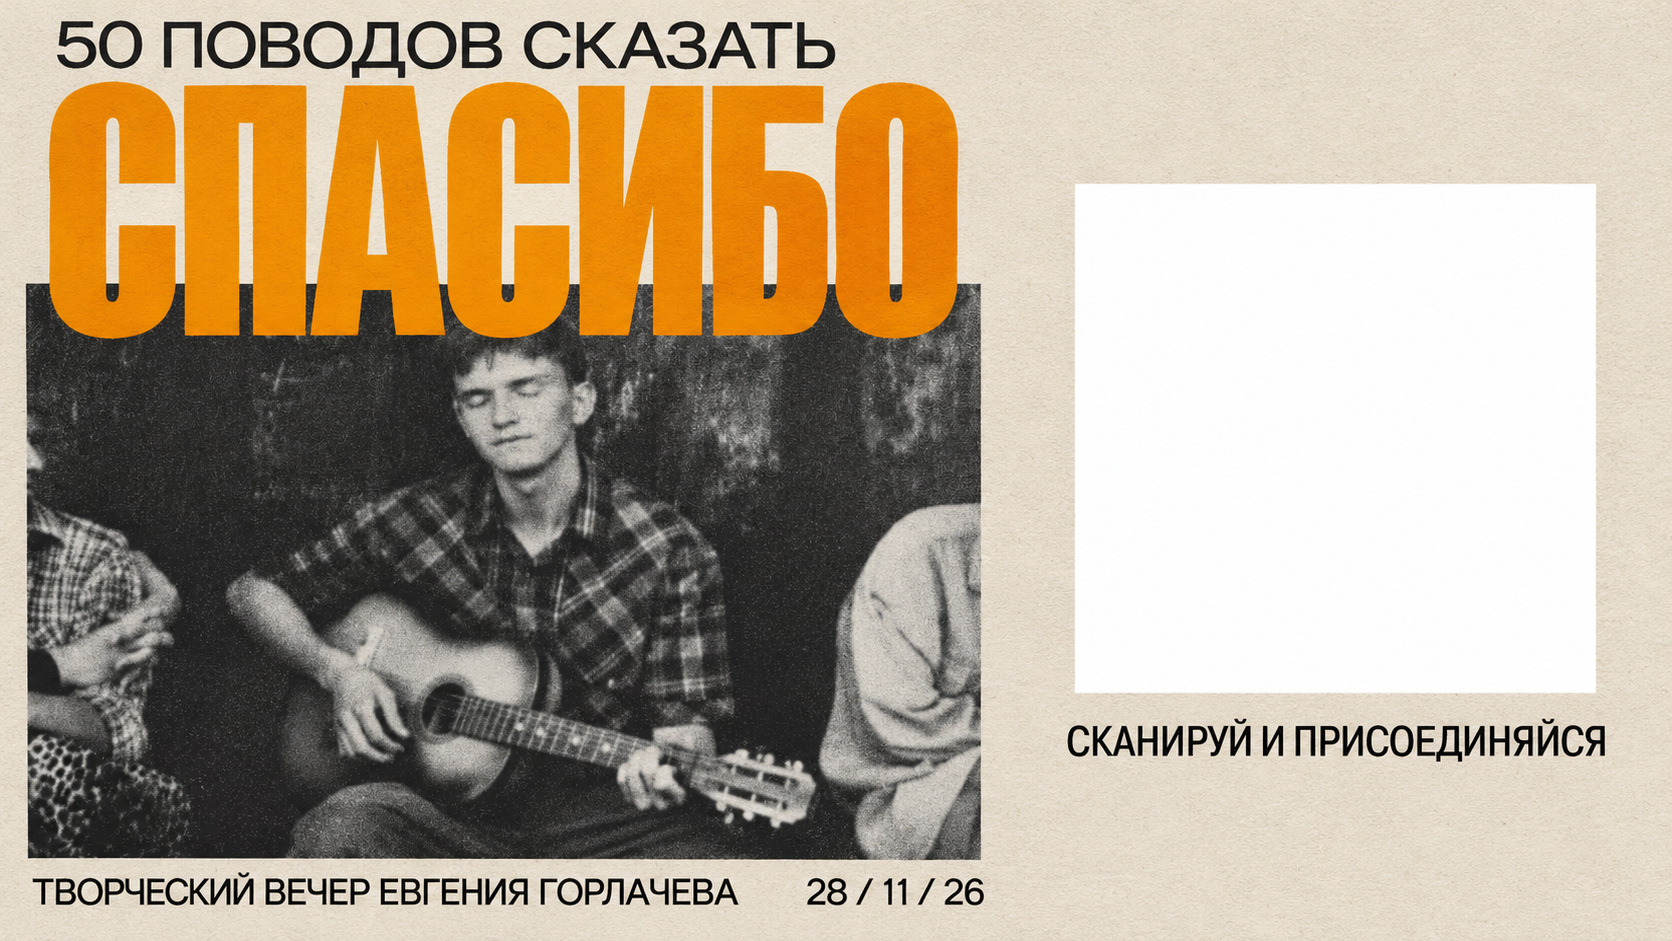 50 ПОВОДОВ СКАЗАТЬ
СПАСИБО
ТВОРЧЕСКИЙ ВЕЧЕР ЕВГЕНИЯ ГОРЛАЧЕВА
28 / 11 / 26
СКАНИРУЙ И ПРИСОЕДИНЯЙСЯ